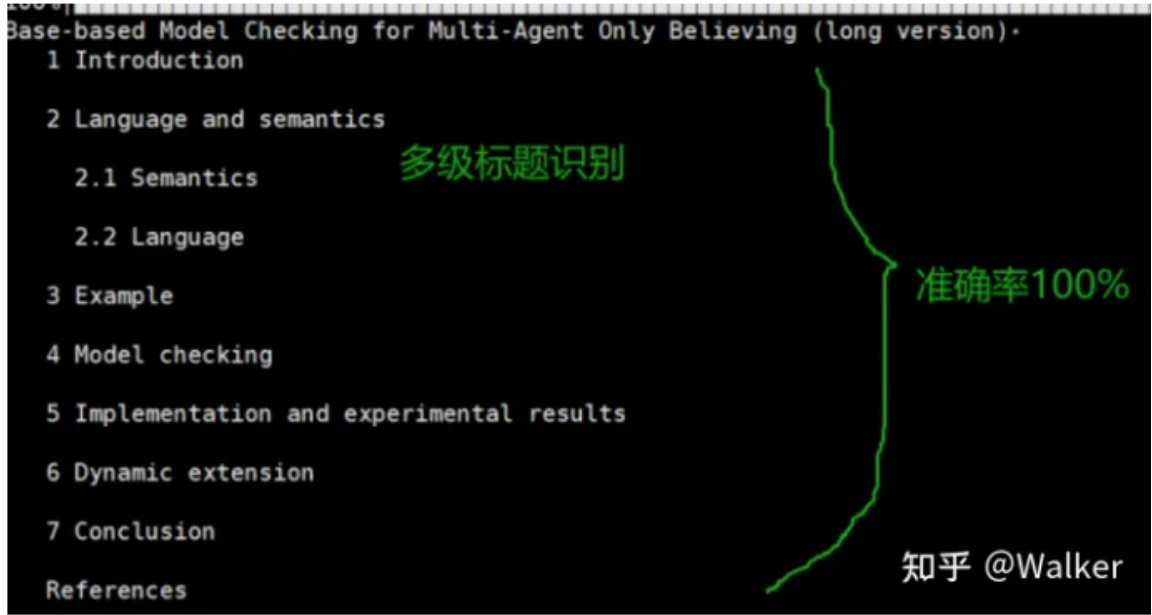 100%
Base-based Model Checking for Multi-Agent Only Believing (long version).
1 Introduction
2 Language and semantics
多级标题识别
2.1 Semantics
2.2 Language
3 Example
准确率100%
4 Model checking
5 Implementation and experimental results
6 Dynamic extension
7 Conclusion
知乎 @Walker
References